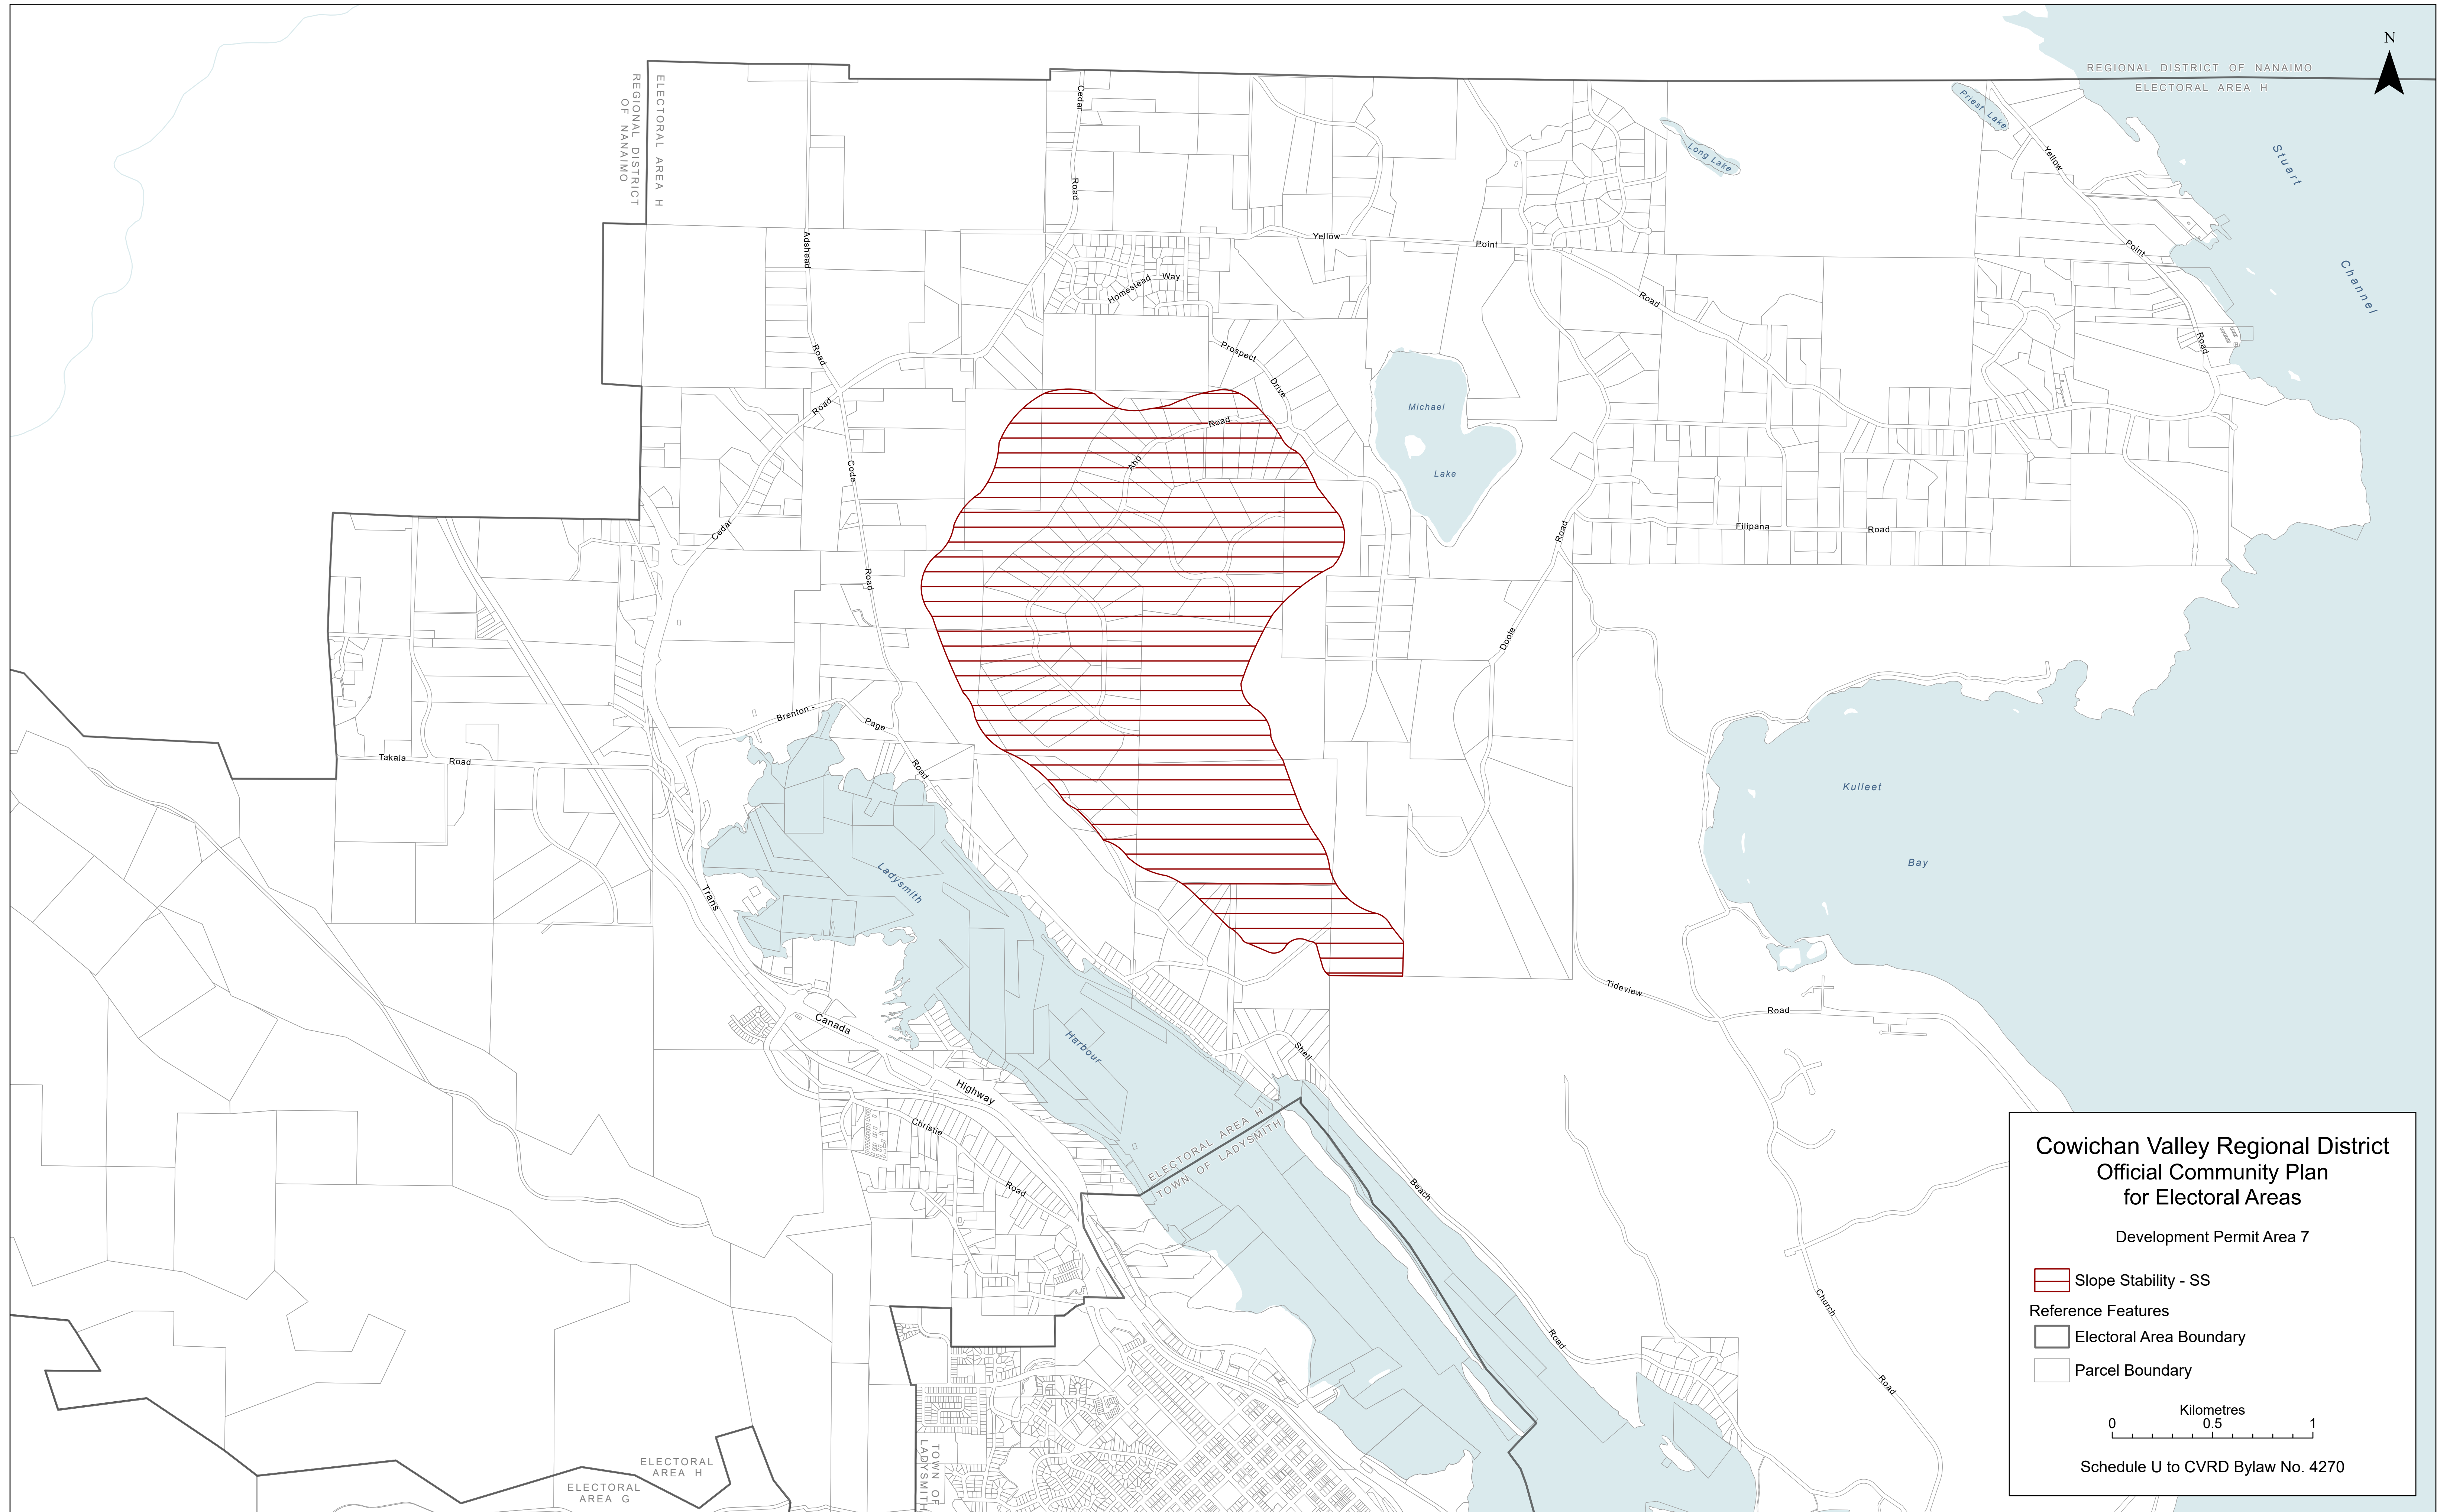 N
REGIONAL DISTRICT OF NANAIMO
ELECTORAL AREA H
REGIONAL DISTRICT
OF NANAIMO
ELECTORAL AREA H
Cedar
Road
Priest Lake
Long Lake
Stuart
Channel
Yellow
Point
Road
Adshead
Road
Yellow
Point
Road
Homestead
Way
Prospect
Drive
Michael
Lake
Aho
Road
Road
Cedar
Code
Road
Filipana
Road
Road
Doole
Brenton -
Page
Road
Takala
Road
Kulleet
Bay
Ladysmith
Harbour
Trans
Canada
Highway
Christie
Road
Tideview
Road
Shell
Beach
Road
Church
Road
ELECTORAL AREA H
TOWN OF LADYSMITH
TOWN OF
LADYSMITH
ELECTORAL
AREA H
ELECTORAL
AREA G
Cowichan Valley Regional District
Official Community Plan
for Electoral Areas
Development Permit Area 7
Slope Stability - SS
Reference Features
Electoral Area Boundary
Parcel Boundary
Kilometres
0 0.5 1
Schedule U to CVRD Bylaw No. 4270